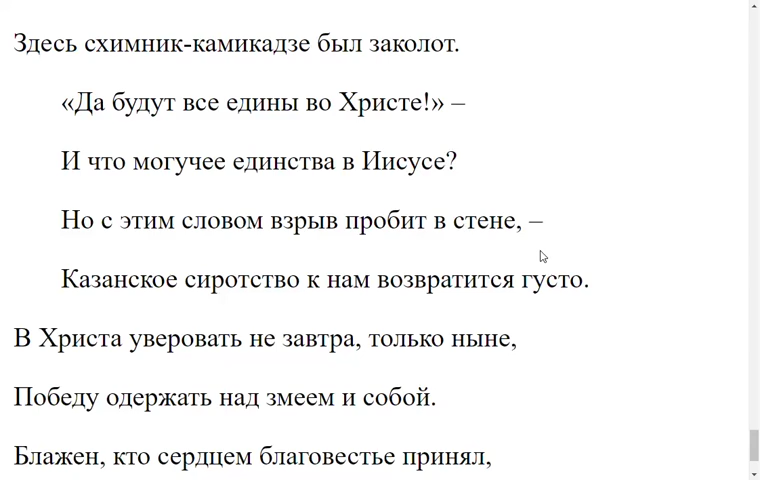 Здесь схимник-камикадзе был заколот.
«Да будут все едины во Христе!» –
И что могучее единства в Иисусе?
Но с этим словом взрыв пробит в стене, –
Казанское сиротство к нам возвратится густо.
В Христа уверовать не завтра, только ныне,
Победу одержать над змеем и собой.
Блажен, кто сердцем благовестье принял,